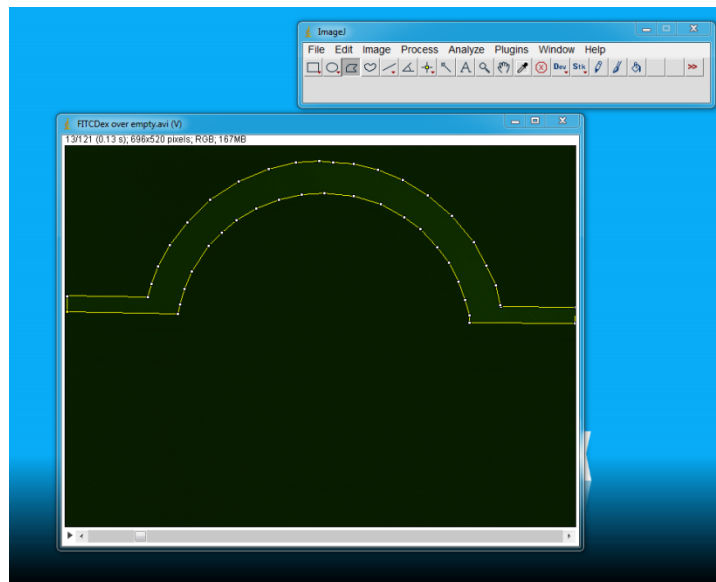 ImageJ
File Edit Image Process Analyze Plugins Window Help
A Dev Stk >>
FITCDex over empty.avi (V)
13/121 (0.13 s); 696x520 pixels; RGB; 167MB